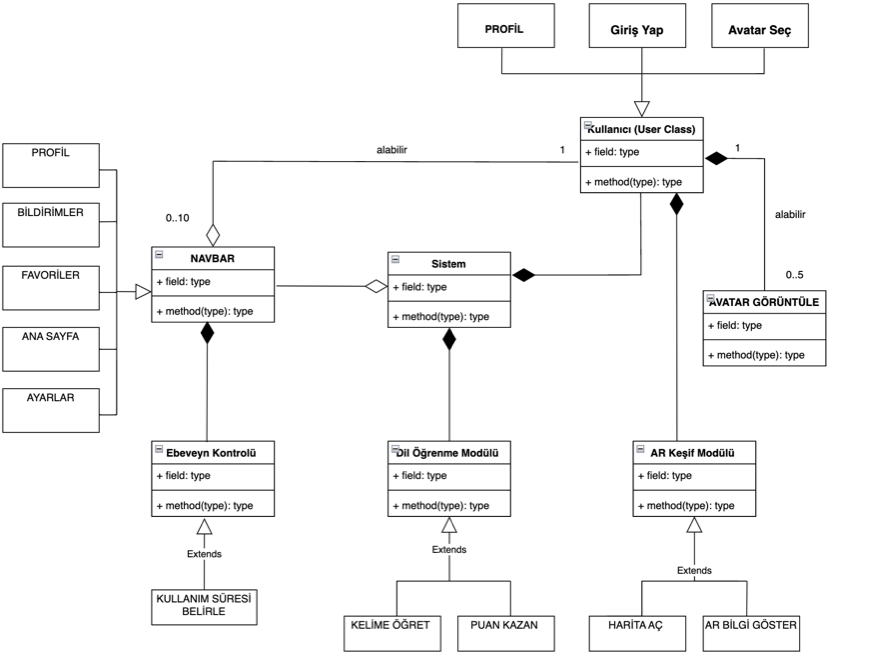 PROFİL
Giriş Yap
Avatar Seç
Kullanıcı (User Class)
+ field: type
+ method(type): type
alabilir
1
1
alabilir
0..5
0..10
PROFİL
BİLDİRİMLER
FAVORİLER
ANA SAYFA
AYARLAR
NAVBAR
+ field: type
+ method(type): type
Sistem
+ field: type
+ method(type): type
AVATAR GÖRÜNTÜLE
+ field: type
+ method(type): type
Ebeveyn Kontrolü
+ field: type
+ method(type): type
Dil Öğrenme Modülü
+ field: type
+ method(type): type
AR Keşif Modülü
+ field: type
+ method(type): type
Extends
Extends
Extends
KULLANIM SÜRESİ
BELİRLE
KELİME ÖĞRET
PUAN KAZAN
HARİTA AÇ
AR BİLGİ GÖSTER